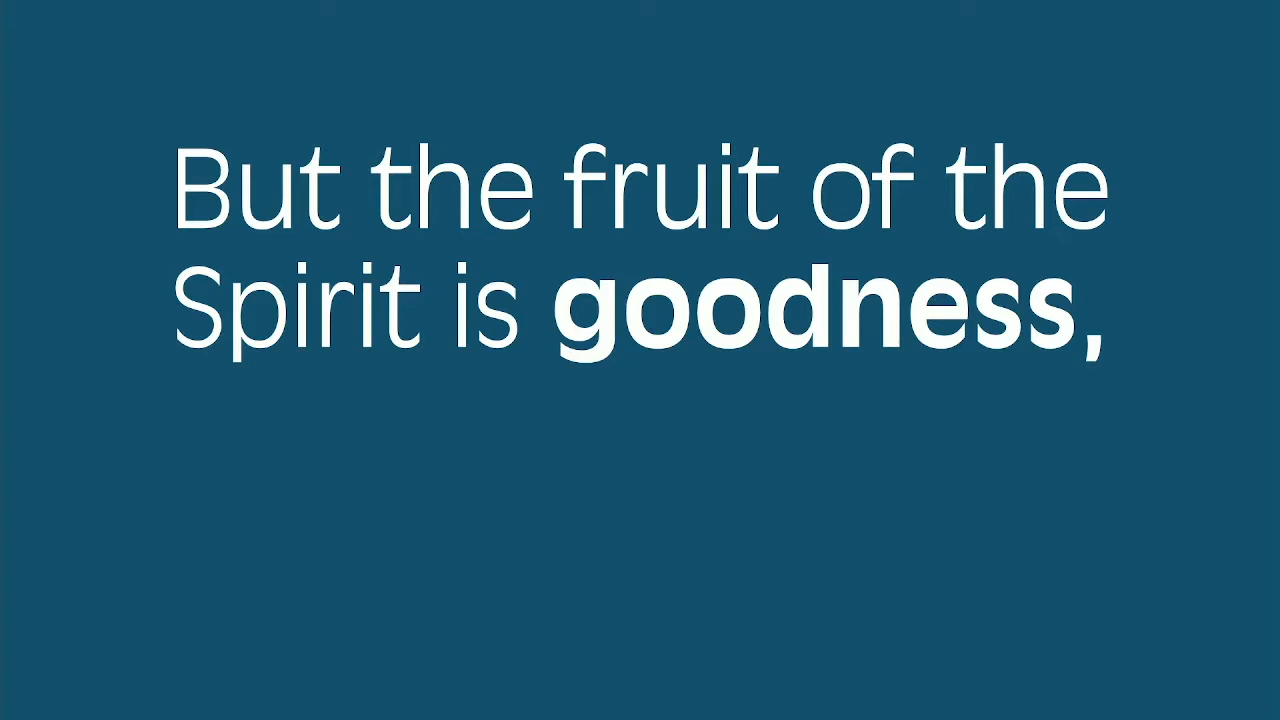 But the fruit of the
Spirit is goodness,